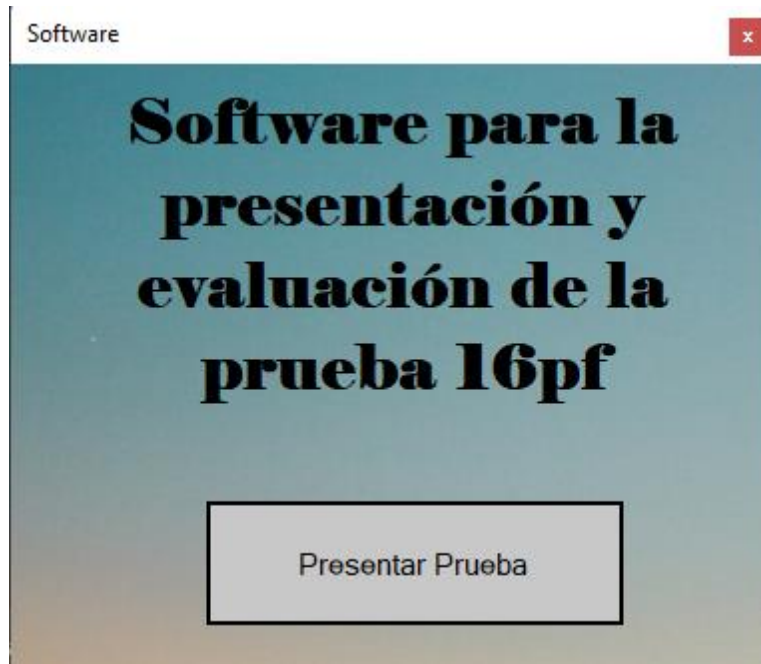 Software
x
Software para la
presentación y
evaluación de la
prueba 16pf
Presentar Prueba